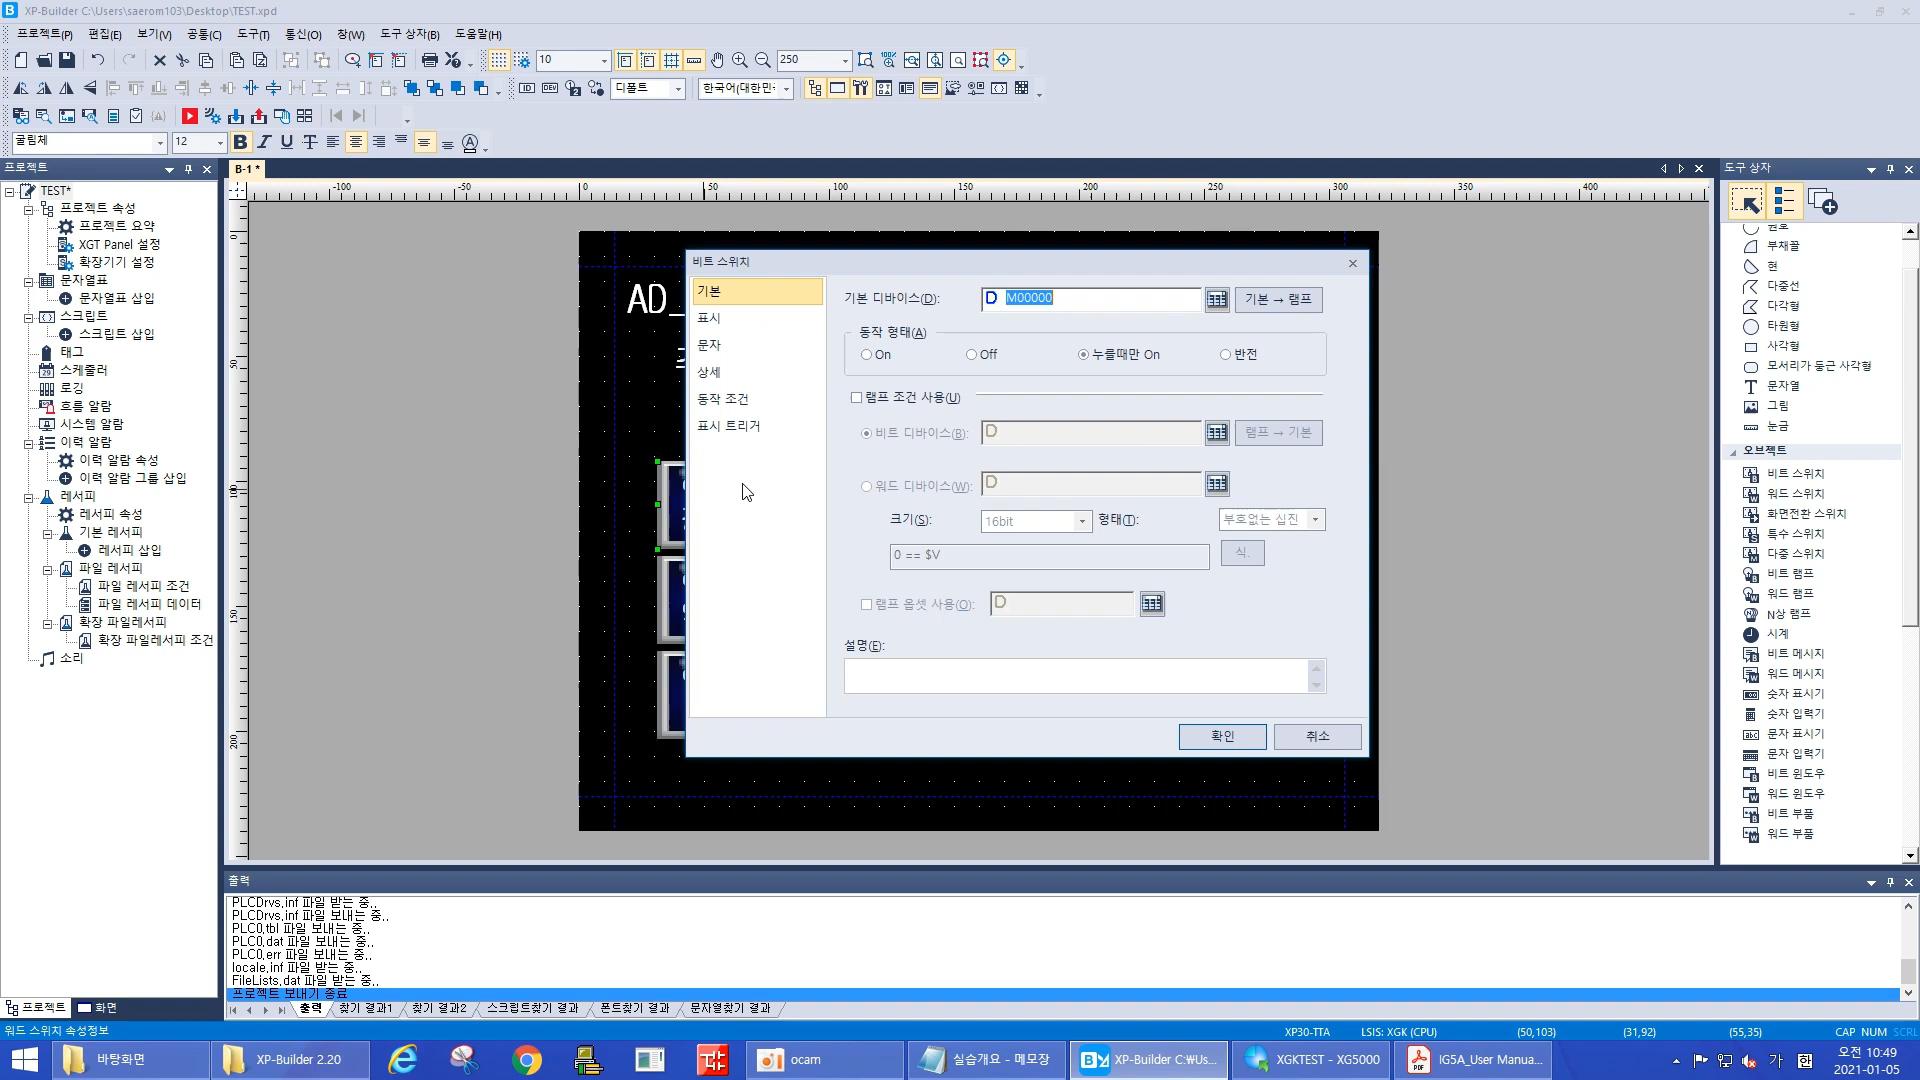 XP-Builder C:\Users\saerom103\Desktop\TEST.xpd
프로젝트(P) 편집(E) 보기(V) 공통(C) 도구(T) 통신(O) 창(W) 도구 상자(B) 도움말(H)
10 250
디폴트 한국어(대한민국
굴림체 12
프로젝트
B-1 *
도구 상자
-100 -50 0 50 100 150 200 250 300 350 400
0 50 100 150 200
TEST*
프로젝트 속성
프로젝트 요약
XGT Panel 설정
확장기기 설정
문자열표
문자열표 삽입
스크립트
스크립트 삽입
태그
스케줄러
로깅
흐름 알람
시스템 알람
이력 알람
이력 알람 속성
이력 알람 그룹 삽입
레서피
레서피 속성
기본 레서피
레서피 삽입
파일 레서피
파일 레서피 조건
파일 레서피 데이터
확장 파일레서피
확장 파일레서피 조건
소리
프로젝트 화면
AD_
비트 스위치
기본
표시
문자
상세
동작 조건
표시 트리거
기본 디바이스(D): D M00000 기본 → 램프
동작 형태(A)
On Off 누를때만 On 반전
램프 조건 사용(U)
비트 디바이스(B): D 램프 → 기본
워드 디바이스(W): D
크기(S): 16bit 형태(T): 부호없는 십진
0 == $V 식.
램프 옵셋 사용(O): D
설명(E):
확인 취소
원호
부채꼴
현
다중선
다각형
타원형
사각형
모서리가 둥근 사각형
문자열
그림
눈금
오브젝트
비트 스위치
워드 스위치
화면전환 스위치
특수 스위치
다중 스위치
비트 램프
워드 램프
N상 램프
시계
비트 메시지
워드 메시지
숫자 표시기
숫자 입력기
문자 표시기
문자 입력기
비트 윈도우
워드 윈도우
비트 부품
워드 부품
출력
PLCDrvs.inf 파일 받는 중..
PLCDrvs.inf 파일 보내는 중..
PLC0.tbl 파일 보내는 중..
PLC0.dat 파일 보내는 중..
PLC0.err 파일 보내는 중..
locale.inf 파일 받는 중..
FileLists.dat 파일 받는 중..
프로젝트 보내기 종료
출력 찾기 결과1 찾기 결과2 스크립트찾기 결과 폰트찾기 결과 문자열찾기 결과
워드 스위치 속성정보 XP30-TTA LSIS: XGK (CPU) (50,103) (31,92) (55,35) CAP NUM SCRL
바탕화면 XP-Builder 2.20 ocam 실습개요 - 메모장 XP-Builder C:₩Us... XGKTEST - XG5000 IG5A_User Manua... 가 한 오전 10:49
2021-01-05